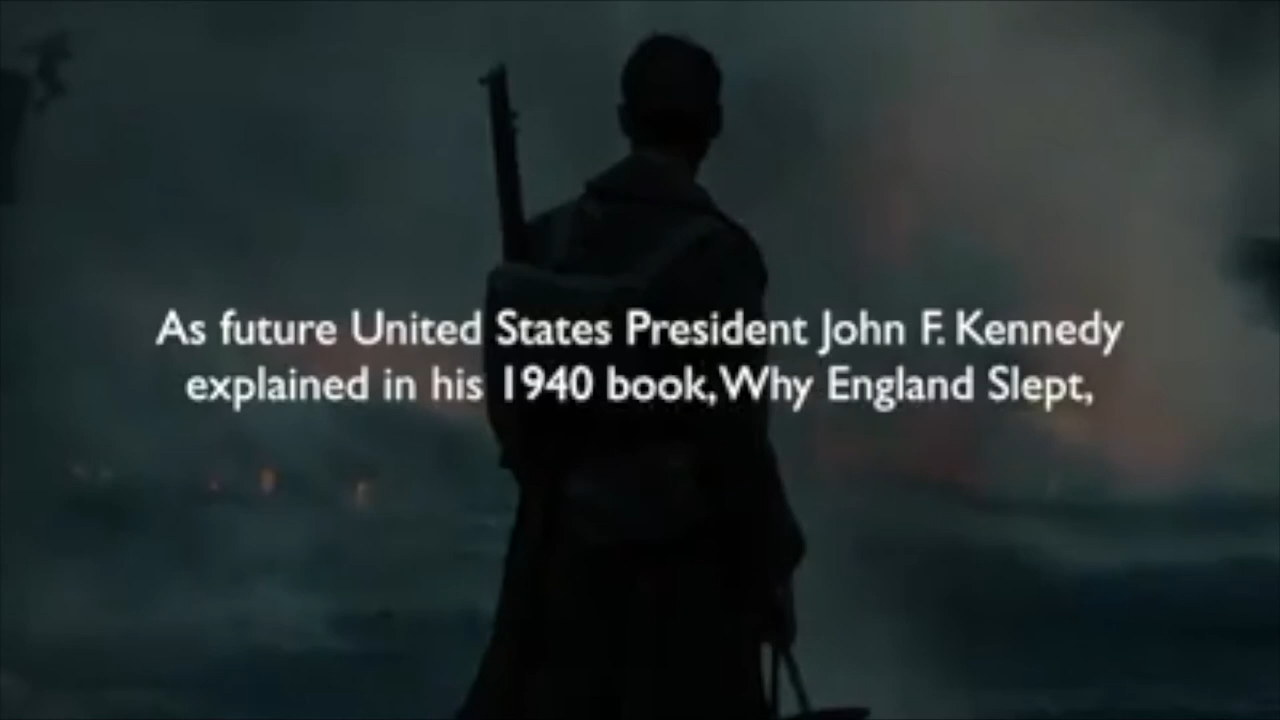 As future United States President John F. Kennedy
explained in his 1940 book, Why England Slept,